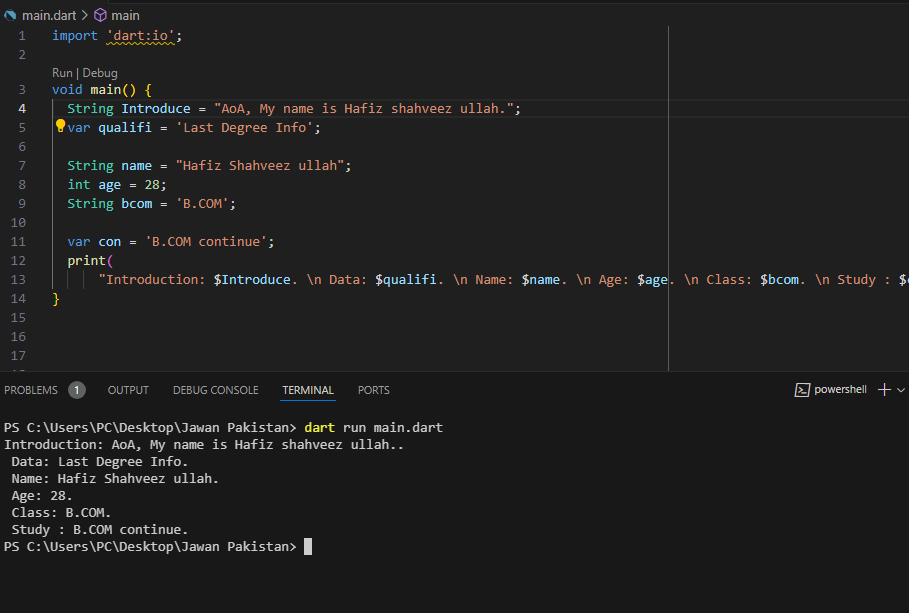 main.dart > main
1 import 'dart:io';
2
Run | Debug
3 void main() {
4 String Introduce = "AoA, My name is Hafiz shahveez ullah.";
5 var qualifi = 'Last Degree Info';
6
7 String name = "Hafiz Shahveez ullah";
8 int age = 28;
9 String bcom = 'B.COM';
10
11 var con = 'B.COM continue';
12 print(
13 "Introduction: $Introduce. \n Data: $qualifi. \n Name: $name. \n Age: $age. \n Class: $bcom. \n Study : $
14 }
15
16
17
PROBLEMS 1 OUTPUT DEBUG CONSOLE TERMINAL PORTS powershell
PS C:\Users\PC\Desktop\Jawan Pakistan> dart run main.dart
Introduction: AoA, My name is Hafiz shahveez ullah..
Data: Last Degree Info.
Name: Hafiz Shahveez ullah.
Age: 28.
Class: B.COM.
Study : B.COM continue.
PS C:\Users\PC\Desktop\Jawan Pakistan>